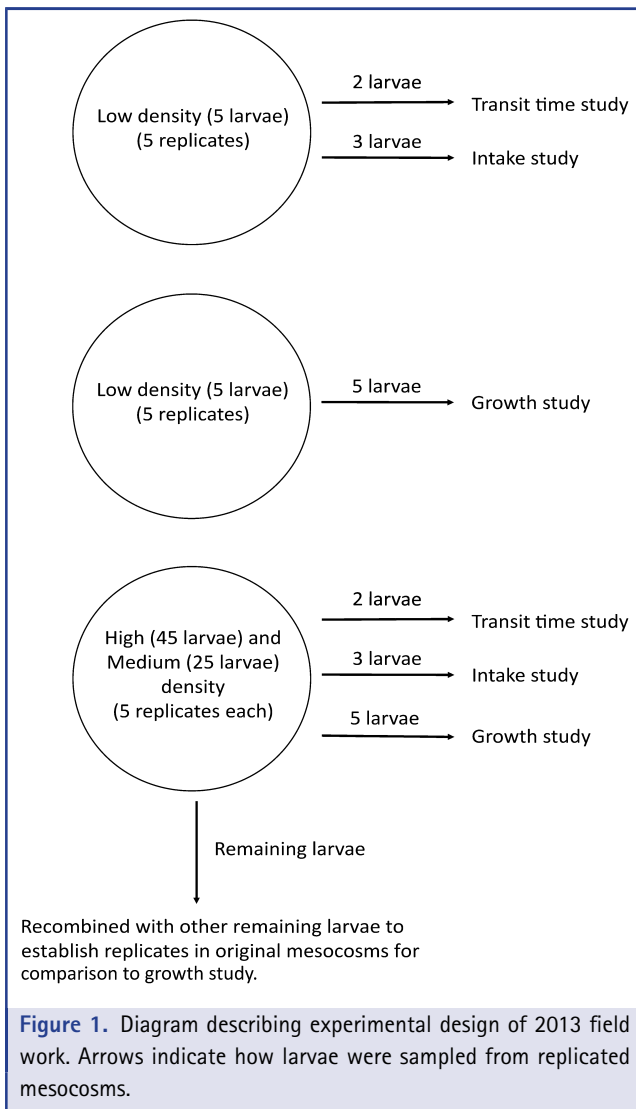 Low density (5 larvae)
(5 replicates)
2 larvae
Transit time study
3 larvae
Intake study
Low density (5 larvae)
(5 replicates)
5 larvae
Growth study
High (45 larvae) and
Medium (25 larvae)
density
(5 replicates each)
2 larvae
Transit time study
3 larvae
Intake study
5 larvae
Growth study
Remaining larvae
Recombined with other remaining larvae to
establish replicates in original mesocosms for
comparison to growth study.
Figure 1. Diagram describing experimental design of 2013 field
work. Arrows indicate how larvae were sampled from replicated
mesocosms.